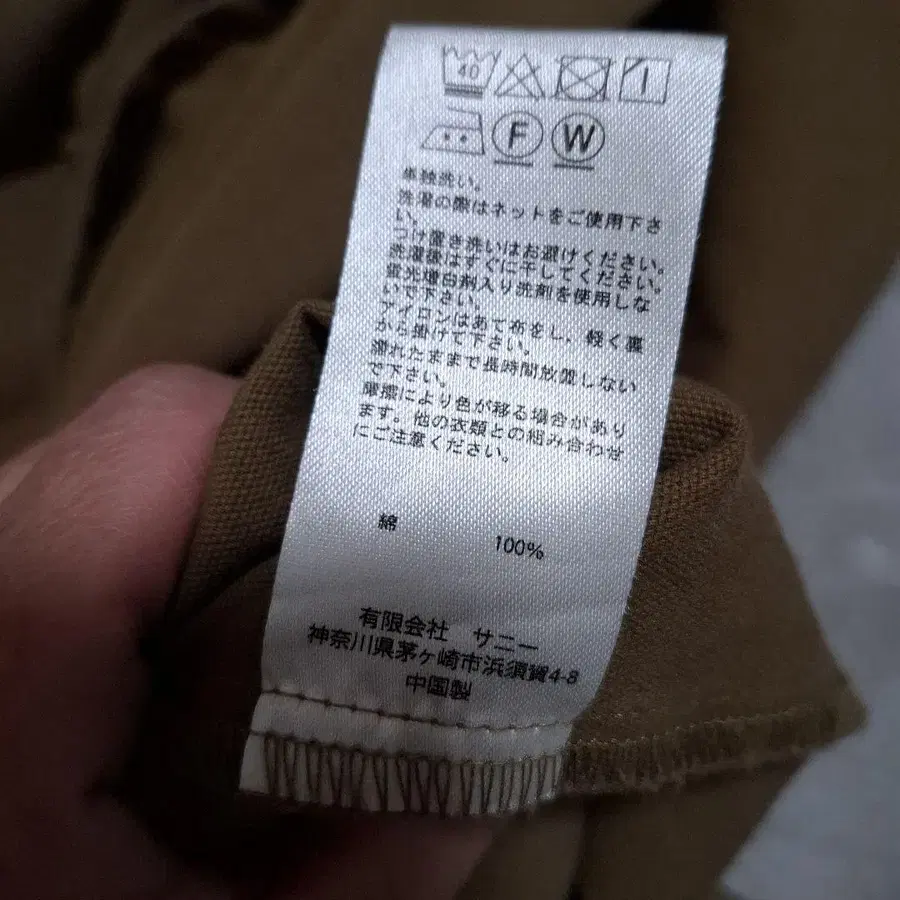 40
F W
単独洗い。
洗濯の際はネットをご使用下さ
い。
つけ置き洗いはお避けください。
洗濯後はすぐに干してください。
蛍光増白剤入り洗剤を使用しな
いで下さい。
アイロンはあて布をし、軽く裏
から掛けて下さい。
濡れたままで長時間放置しない
で下さい。
摩擦により色が移る場合があり
ます。他の衣類との組み合わせ
にご注意ください。
綿 100%
有限会社 サニー
神奈川県茅ヶ崎市浜須賀4-8
中国製